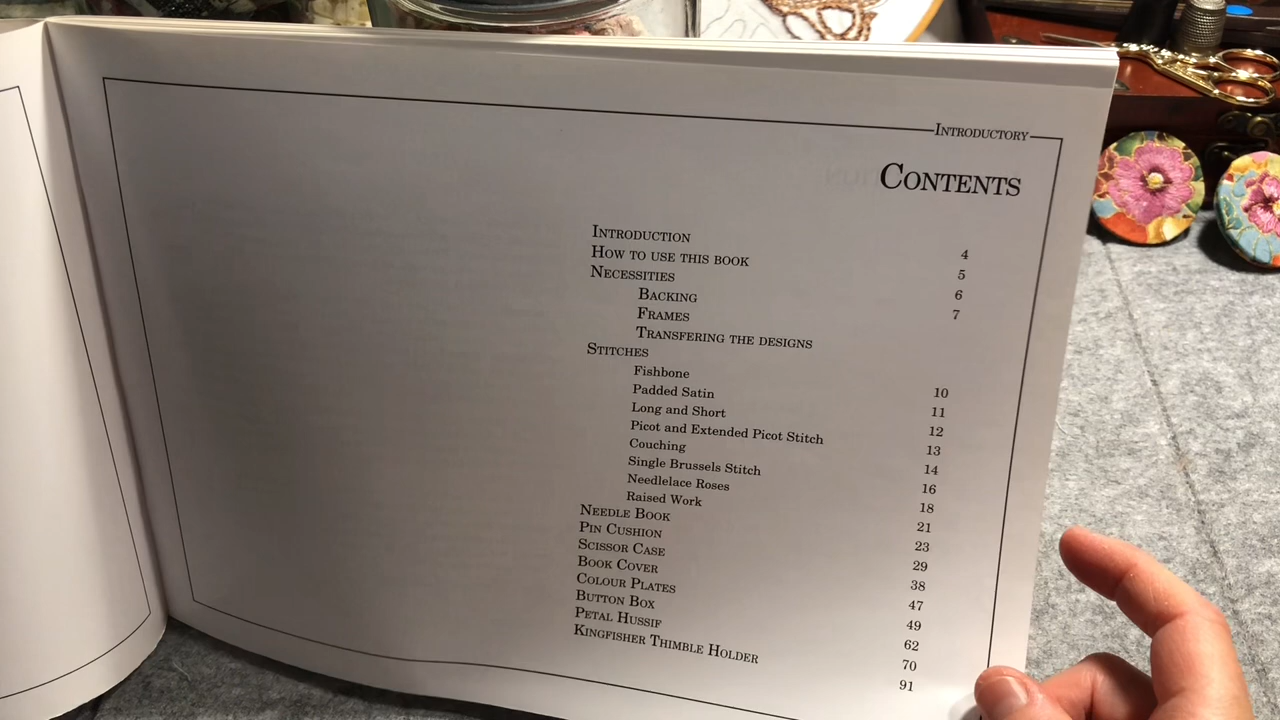 INTRODUCTORY
CONTENTS
INTRODUCTION 4
HOW TO USE THIS BOOK 5
NECESSITIES 6
BACKING 7
FRAMES
TRANSFERING THE DESIGNS
STITCHES
Fishbone 10
Padded Satin 11
Long and Short 12
Picot and Extended Picot Stitch 13
Couching 14
Single Brussels Stitch 16
Needlelace Roses 18
Raised Work 21
NEEDLE BOOK 23
PIN CUSHION 29
SCISSOR CASE 38
BOOK COVER 47
COLOUR PLATES 49
BUTTON BOX 62
PETAL HUSSIF 70
KINGFISHER THIMBLE HOLDER 91